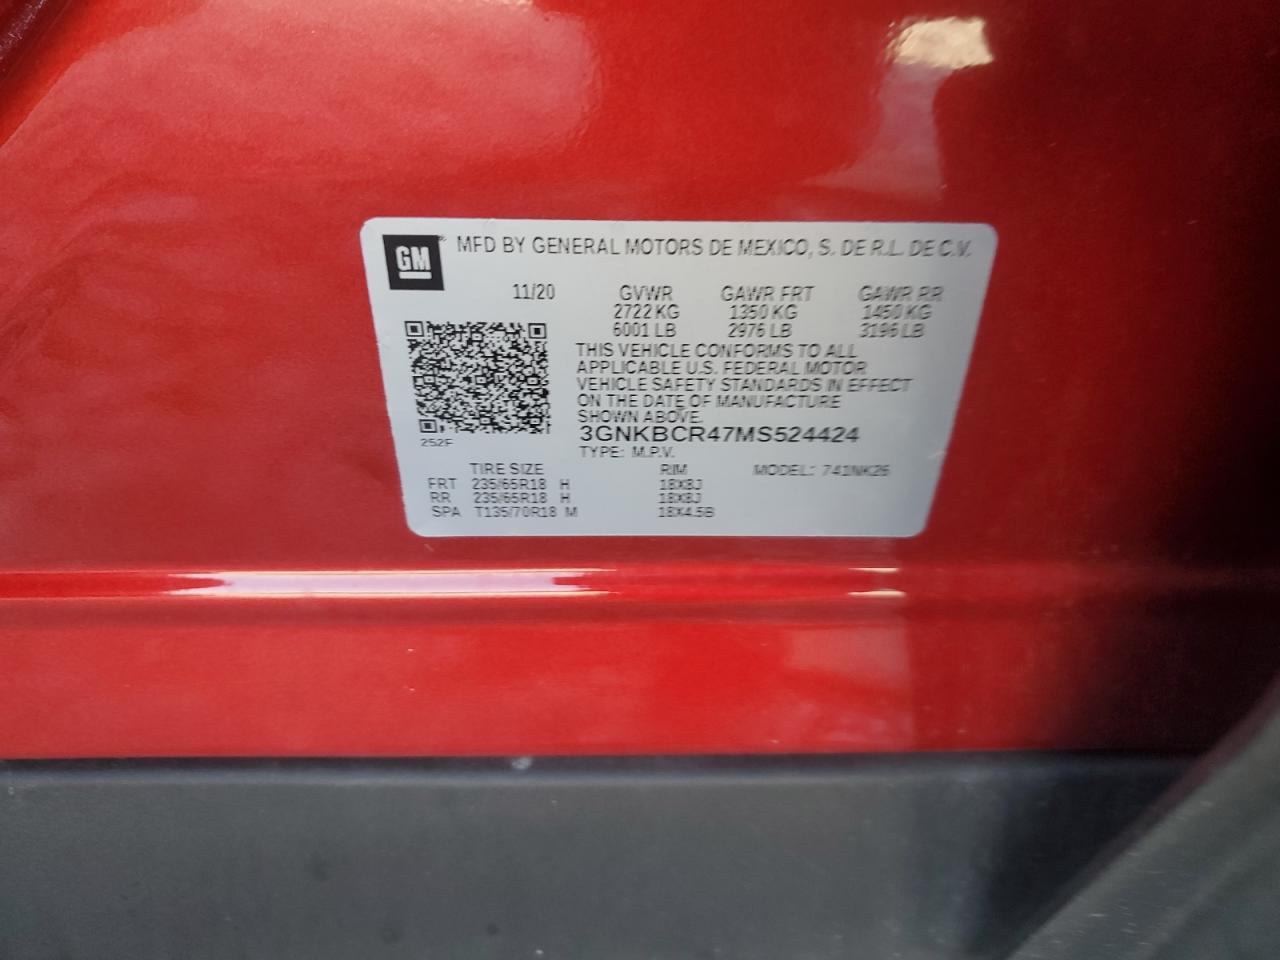 GM
MFD BY GENERAL MOTORS DE MEXICO, S. DE R.L. DE C.V.
11/20 GVWR GAWR FRT GAWR RR
2722 KG 1350 KG 1450 KG
6001 LB 2976 LB 3196 LB
THIS VEHICLE CONFORMS TO ALL
APPLICABLE U.S. FEDERAL MOTOR
VEHICLE SAFETY STANDARDS IN EFFECT
ON THE DATE OF MANUFACTURE
SHOWN ABOVE.
252F
3GNKBCR47MS524424
TYPE: M.P.V.
TIRE SIZE RIM MODEL: 741NK26
FRT 235/65R18 H 18X8J
RR 235/65R18 H 18X8J
SPA T135/70R18 M 18X4.5B